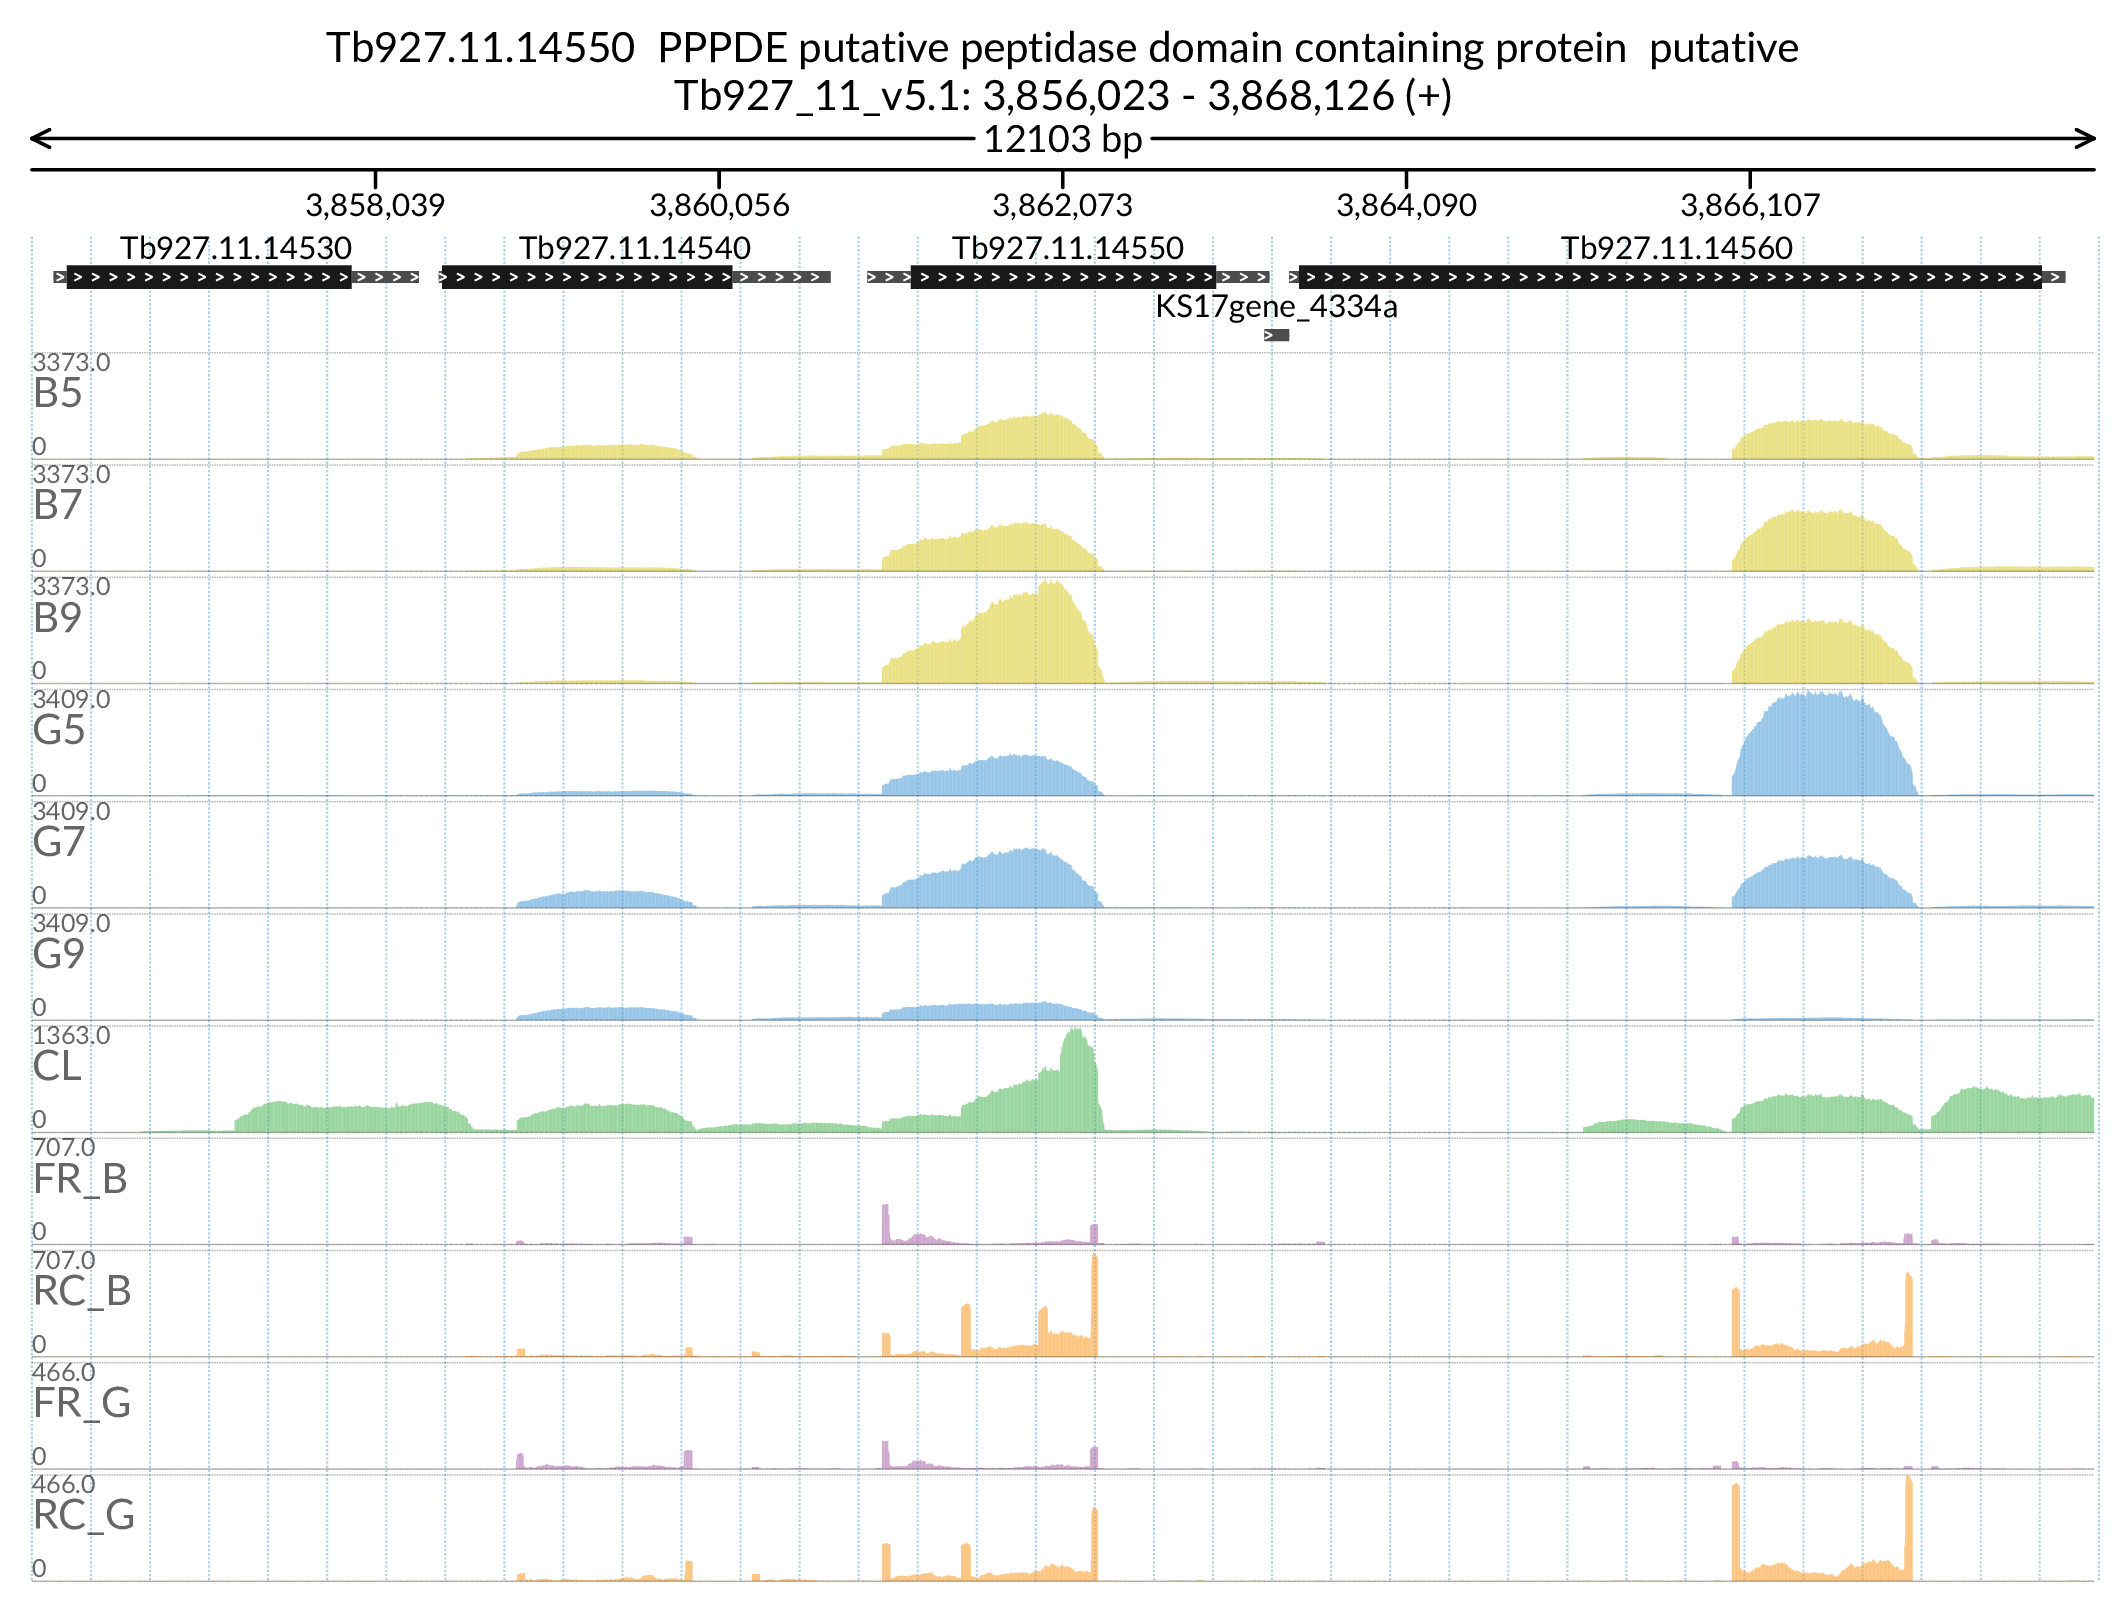 Tb927.11.14550  PPPDE putative peptidase domain containing protein  putative
Tb927_11_v5.1: 3,856,023 - 3,868,126 (+)
12103 bp
3,858,039 3,860,056 3,862,073 3,864,090 3,866,107
Tb927.11.14530 Tb927.11.14540 Tb927.11.14550 Tb927.11.14560
KS17gene_4334a
3373.0
B5
0
3373.0
B7
0
3373.0
B9
0
3409.0
G5
0
3409.0
G7
0
3409.0
G9
0
1363.0
CL
0
707.0
FR_B
0
707.0
RC_B
0
466.0
FR_G
0
466.0
RC_G
0